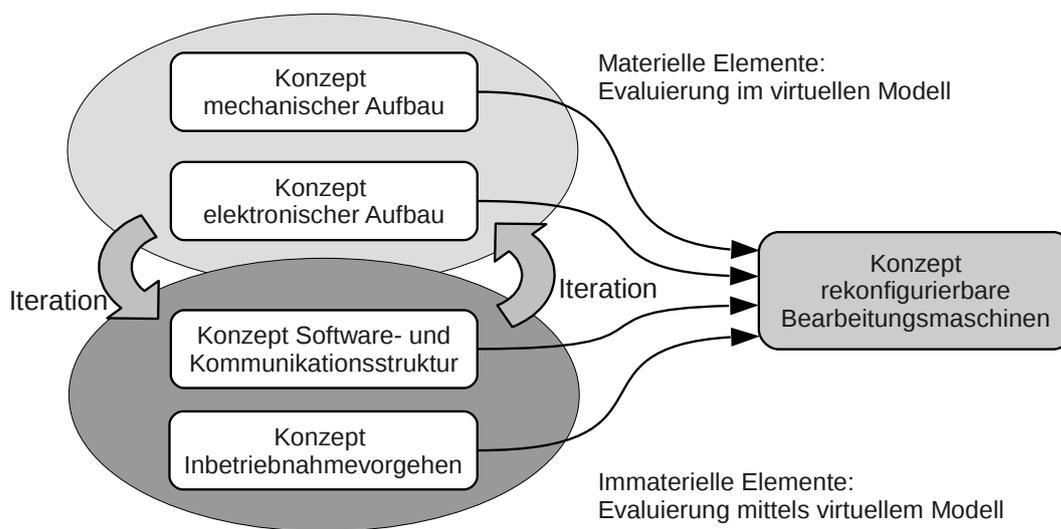 Konzept
mechanischer Aufbau
Materielle Elemente:
Evaluierung im virtuellen Modell
Konzept
elektronischer Aufbau
Iteration
Iteration
Konzept
rekonfigurierbare
Bearbeitungsmaschinen
Konzept Software- und
Kommunikationsstruktur
Konzept
Inbetriebnahmevorgehen
Immaterielle Elemente:
Evaluierung mittels virtuellem Modell